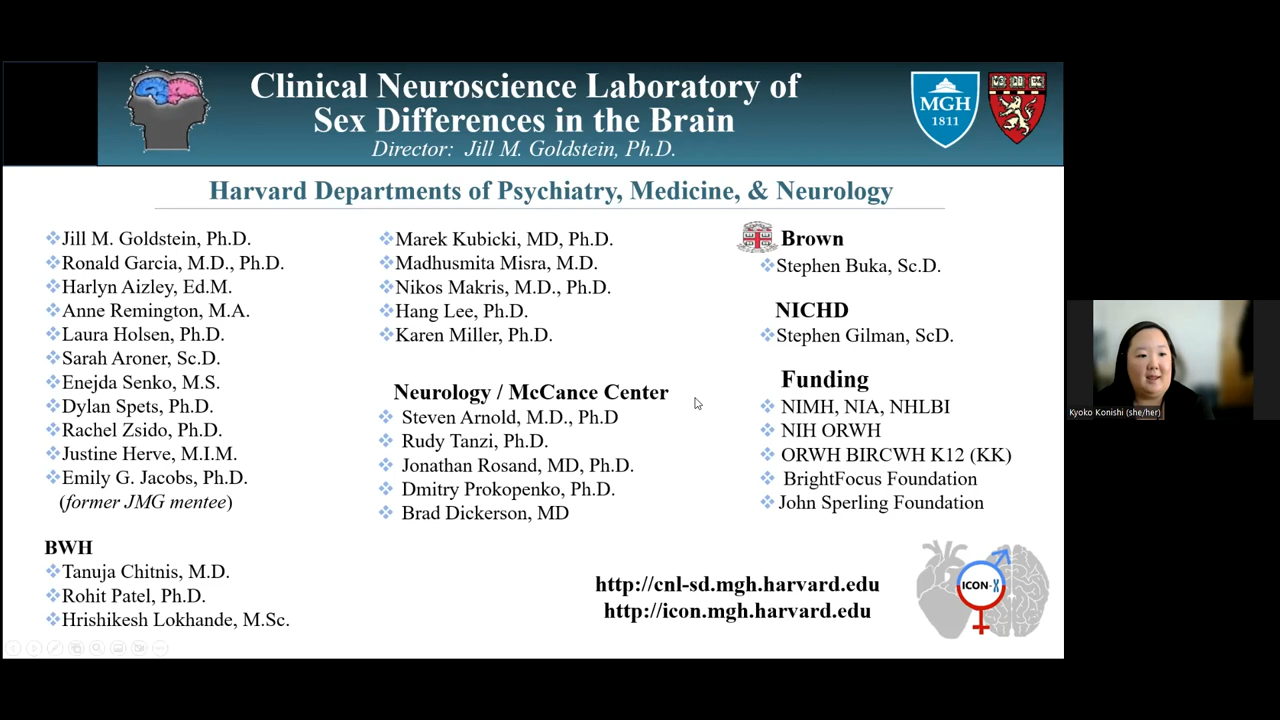 Clinical Neuroscience Laboratory of
Sex Differences in the Brain
Director: Jill M. Goldstein, Ph.D.
MGH
1811
Harvard Departments of Psychiatry, Medicine, & Neurology
Jill M. Goldstein, Ph.D.
Ronald Garcia, M.D., Ph.D.
Harlyn Aizley, Ed.M.
Anne Remington, M.A.
Laura Holsen, Ph.D.
Sarah Aroner, Sc.D.
Enejda Senko, M.S.
Dylan Spets, Ph.D.
Rachel Zsido, Ph.D.
Justine Herve, M.I.M.
Emily G. Jacobs, Ph.D.
(former JMG mentee)
BWH
Tanuja Chitnis, M.D.
Rohit Patel, Ph.D.
Hrishikesh Lokhande, M.Sc.
Marek Kubicki, MD, Ph.D.
Madhusmita Misra, M.D.
Nikos Makris, M.D., Ph.D.
Hang Lee, Ph.D.
Karen Miller, Ph.D.
Neurology / McCance Center
Steven Arnold, M.D., Ph.D
Rudy Tanzi, Ph.D.
Jonathan Rosand, MD, Ph.D.
Dmitry Prokopenko, Ph.D.
Brad Dickerson, MD
Brown
Stephen Buka, Sc.D.
NICHD
Stephen Gilman, ScD.
Funding
NIMH, NIA, NHLBI
NIH ORWH
ORWH BIRCWH K12 (KK)
BrightFocus Foundation
John Sperling Foundation
http://cnl-sd.mgh.harvard.edu
http://icon.mgh.harvard.edu
ICON-X
Kyoko Konishi (she/her)